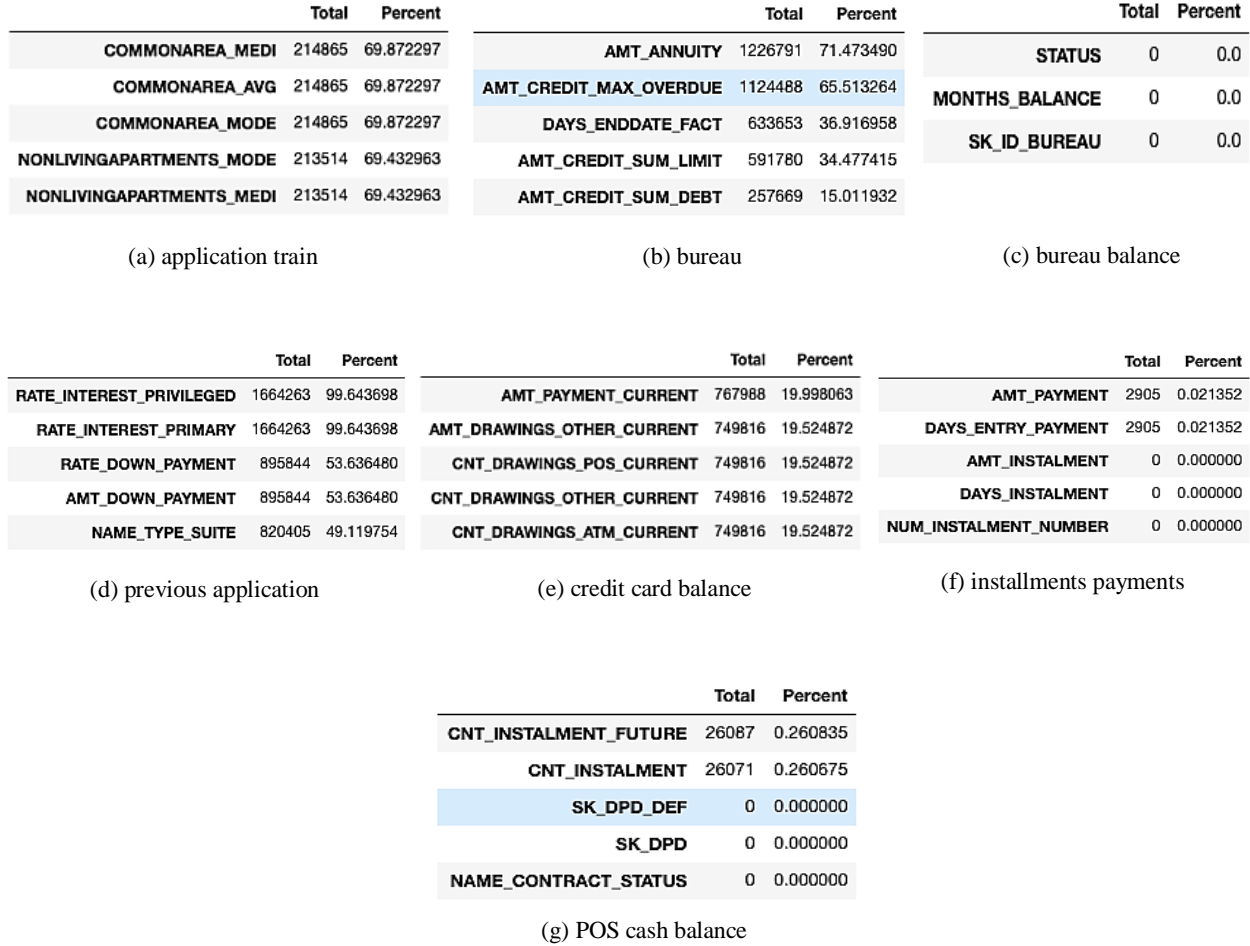 Total Percent
COMMONAREA_MEDI 214865 69.872297
COMMONAREA_AVG 214865 69.872297
COMMONAREA_MODE 214865 69.872297
NONLIVINGAPARTMENTS_MODE 213514 69.432963
NONLIVINGAPARTMENTS_MEDI 213514 69.432963
(a) application train
Total Percent
AMT_ANNUITY 1226791 71.473490
AMT_CREDIT_MAX_OVERDUE 1124488 65.513264
DAYS_ENDDATE_FACT 633653 36.916958
AMT_CREDIT_SUM_LIMIT 591780 34.477415
AMT_CREDIT_SUM_DEBT 257669 15.011932
(b) bureau
Total Percent
STATUS 0 0.0
MONTHS_BALANCE 0 0.0
SK_ID_BUREAU 0 0.0
(c) bureau balance
Total Percent
RATE_INTEREST_PRIVILEGED 1664263 99.643698
RATE_INTEREST_PRIMARY 1664263 99.643698
RATE_DOWN_PAYMENT 895844 53.636480
AMT_DOWN_PAYMENT 895844 53.636480
NAME_TYPE_SUITE 820405 49.119754
(d) previous application
Total Percent
AMT_PAYMENT_CURRENT 767988 19.998063
AMT_DRAWINGS_OTHER_CURRENT 749816 19.524872
CNT_DRAWINGS_POS_CURRENT 749816 19.524872
CNT_DRAWINGS_OTHER_CURRENT 749816 19.524872
CNT_DRAWINGS_ATM_CURRENT 749816 19.524872
(e) credit card balance
Total Percent
AMT_PAYMENT 2905 0.021352
DAYS_ENTRY_PAYMENT 2905 0.021352
AMT_INSTALMENT 0 0.000000
DAYS_INSTALMENT 0 0.000000
NUM_INSTALMENT_NUMBER 0 0.000000
(f) installments payments
Total Percent
CNT_INSTALMENT_FUTURE 26087 0.260835
CNT_INSTALMENT 26071 0.260675
SK_DPD_DEF 0 0.000000
SK_DPD 0 0.000000
NAME_CONTRACT_STATUS 0 0.000000
(g) POS cash balance